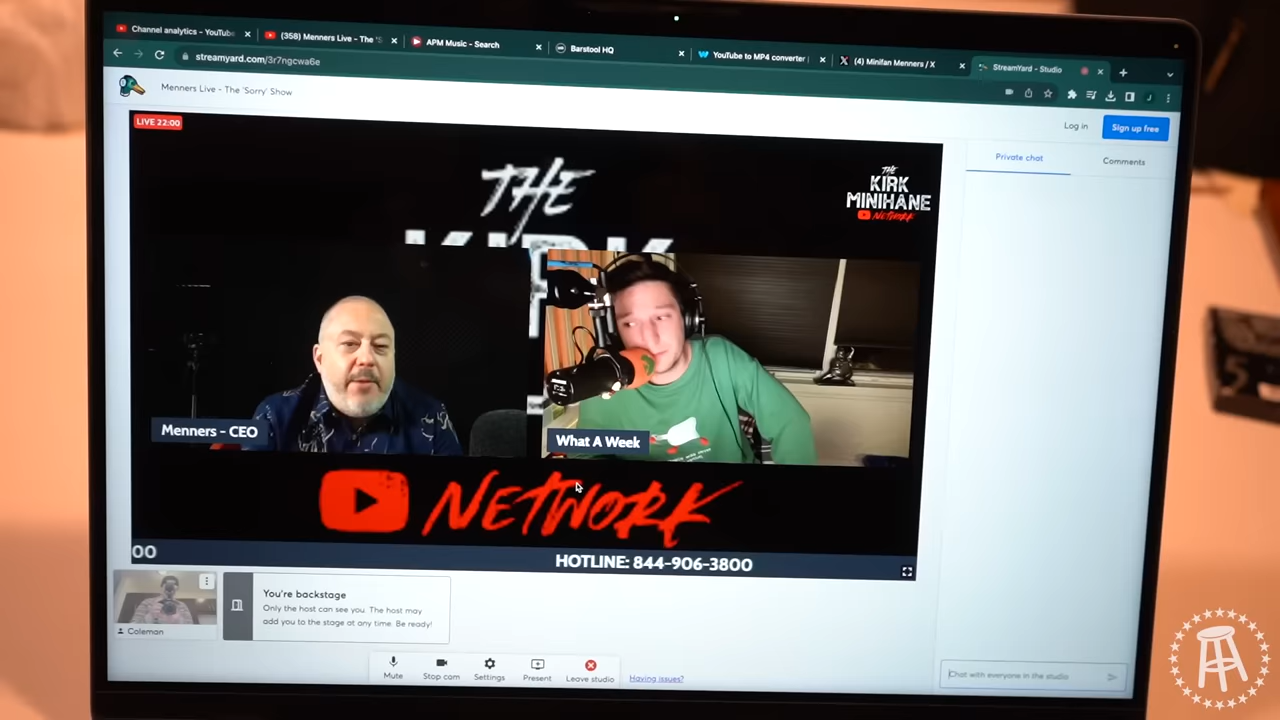 Channel analytics - YouTube
(358) Menners Live - The 'S
APM Music - Search
Barstool HQ
YouTube to MP4 converter
(4) Minifan Menners / X
StreamYard - Studio
streamyard.com/3r7ngcwa6e
Menners Live - The 'Sorry' Show
Log in
Sign up free
Private chat
Comments
LIVE 22:00
THE
THE
KIRK
MINIHANE
NETWORK
Menners - CEO
What A Week
NETWORK
00
HOTLINE: 844-906-3800
You're backstage
Only the host can see you. The host may
add you to the stage at any time. Be ready!
Coleman
Mute
Stop cam
Settings
Present
Leave studio
Having issues?
Chat with everyone in the studio
5